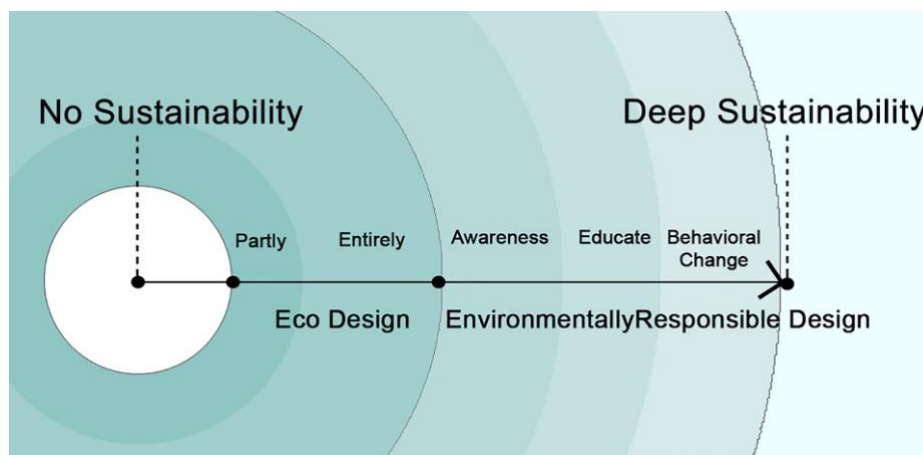 No Sustainability
Deep Sustainability
Partly
Entirely
Awareness
Educate
Behavioral
Change
Eco Design
EnvironmentallyResponsible Design